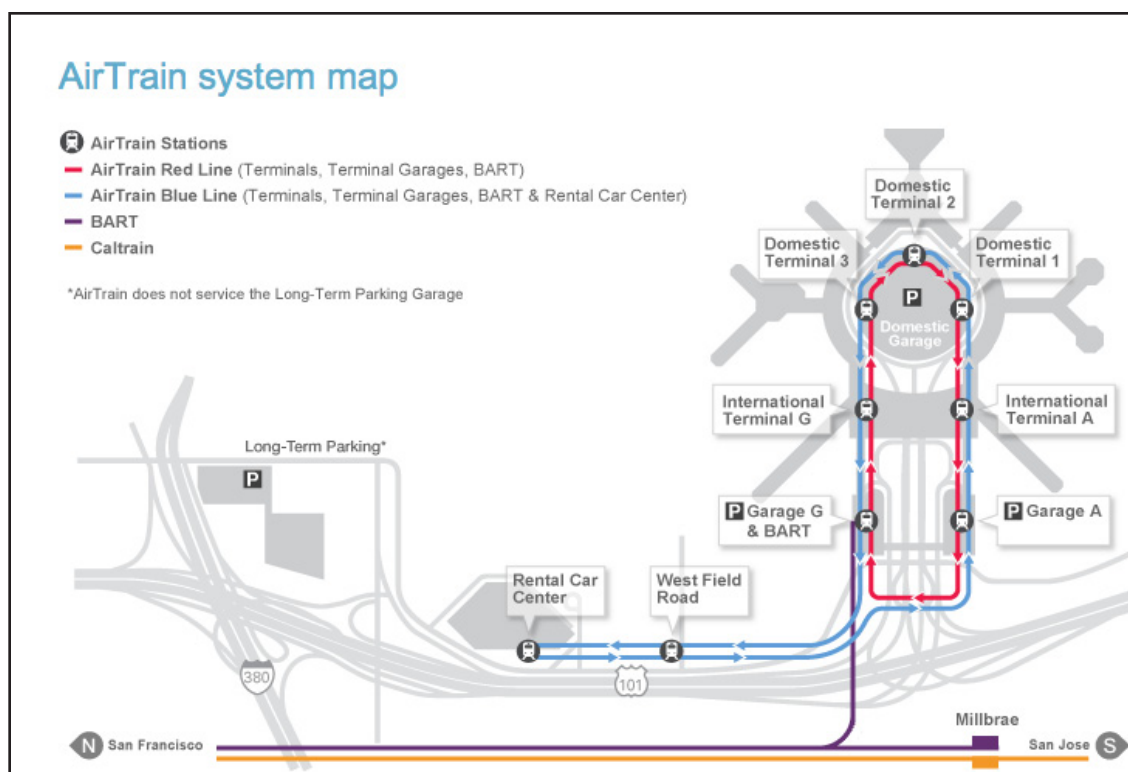 AirTrain system map
AirTrain Stations
AirTrain Red Line (Terminals, Terminal Garages, BART)
AirTrain Blue Line (Terminals, Terminal Garages, BART & Rental Car Center)
BART
Caltrain
*AirTrain does not service the Long-Term Parking Garage
Domestic
Terminal 2
Domestic
Terminal 3
Domestic
Terminal 1
P
Domestic
Garage
International
Terminal G
International
Terminal A
Long-Term Parking*
P
P Garage G
& BART
P Garage A
Rental Car
Center
West Field
Road
380
101
Millbrae
N San Francisco
San Jose S